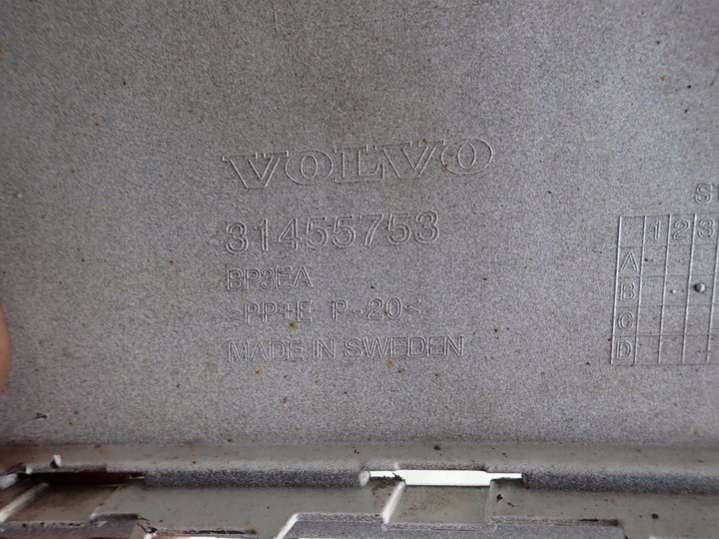 VOLVO
31455753
BP3EA
>PP+E P-20<
MADE IN SWEDEN
1 2 3
A
B
C
D